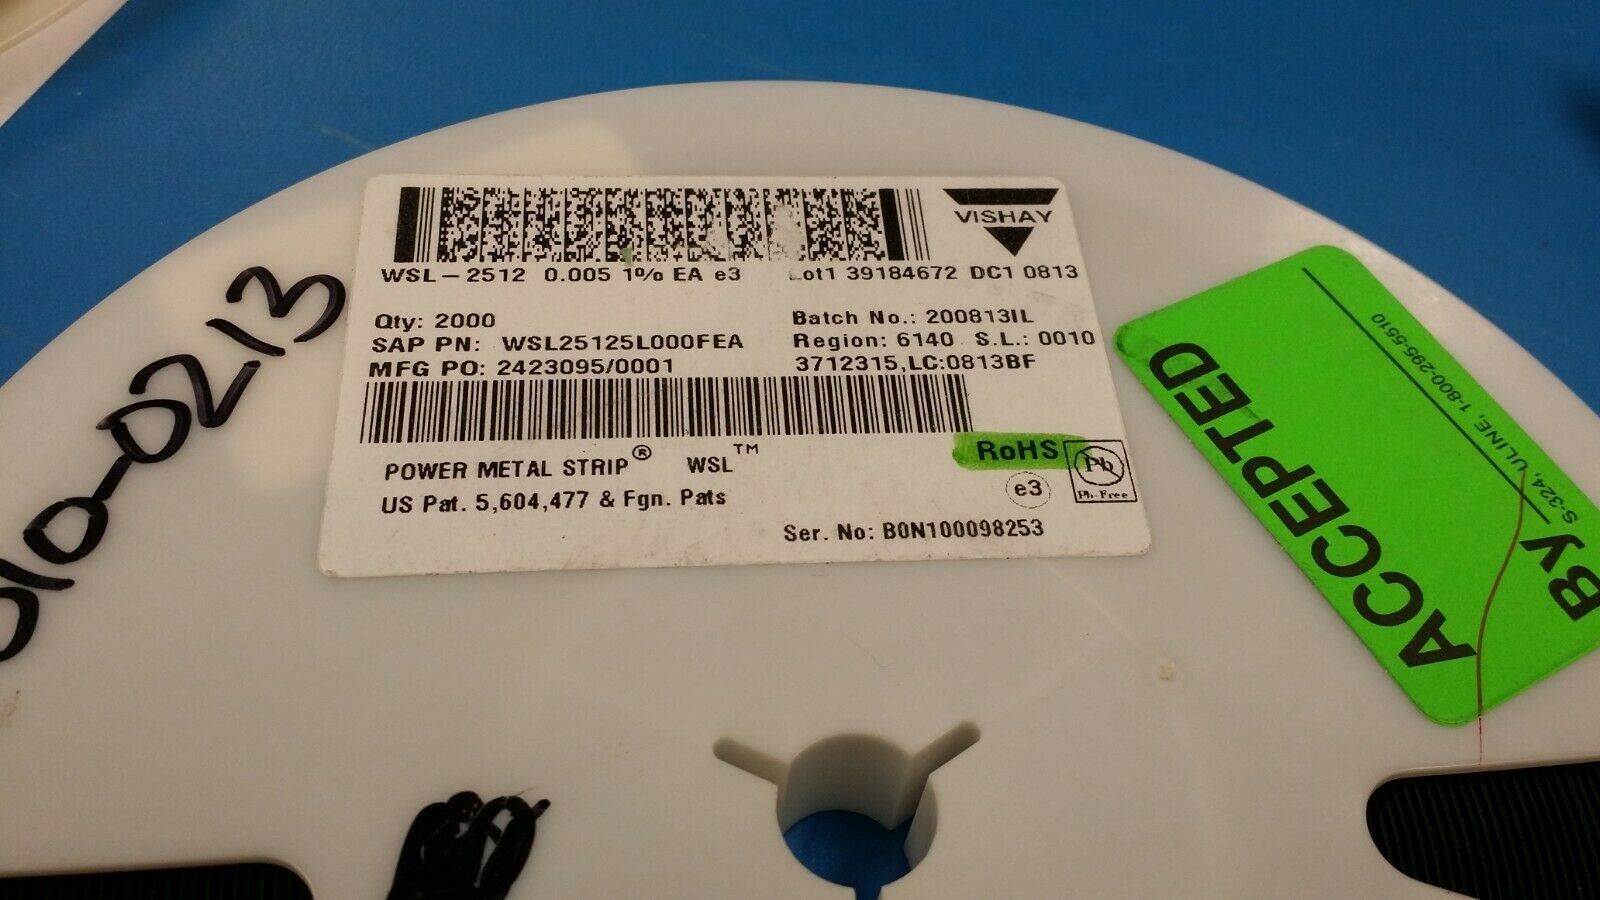 VISHAY
WSL-2512 0.005 1% EA e3
Lot1 39184672 DC1 0813
Qty: 2000
Batch No.: 200813IL
SAP PN: WSL25125L000FEA
Region: 6140 S.L.: 0010
MFG PO: 2423095/0001
3712315,LC:0813BF
POWER METAL STRIP® WSL™
RoHS
Pb
Pb-Free
e3
US Pat. 5,604,477 & Fgn. Pats
Ser. No: B0N100098253
10-0213
ACCEPTED
BY
S-324, ULINE, 1-800-295-5510